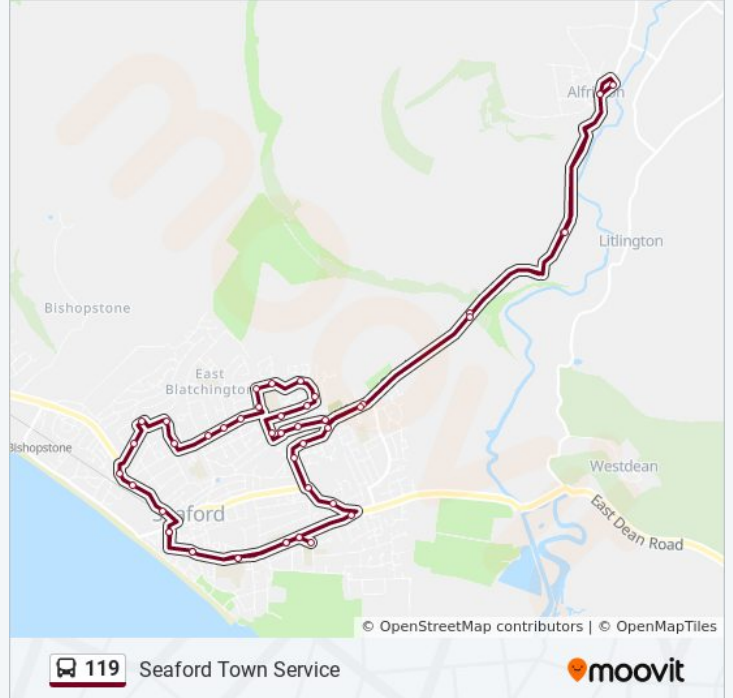 Alfriston
Litlington
Bishopstone
East
Blatchington
Bishopstone
Westdean
Seaford
East Dean Road
© OpenStreetMap contributors | © OpenMapTiles
119 Seaford Town Service
moovit